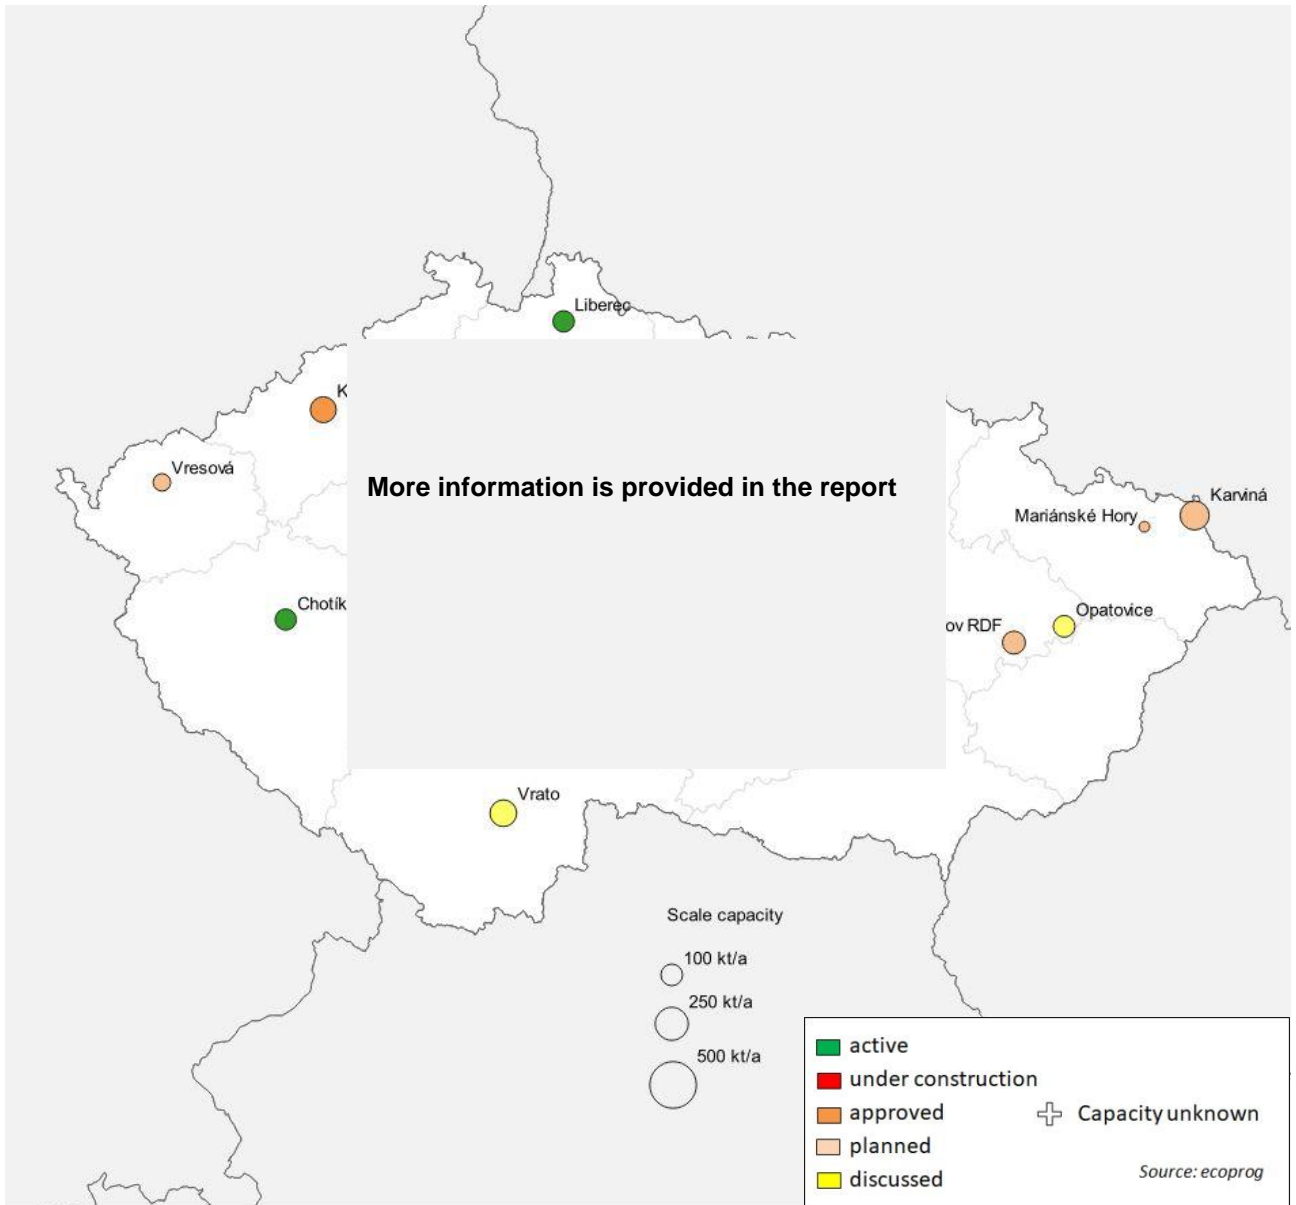 Liberec
K
Vresová
More information is provided in the report
Karviná
Mariánské Hory
Chotík
Opatovice
ov RDF
Vrato
Scale capacity
100 kt/a
250 kt/a
500 kt/a
active
under construction
approved
Capacity unknown
planned
Source: ecoprog
discussed